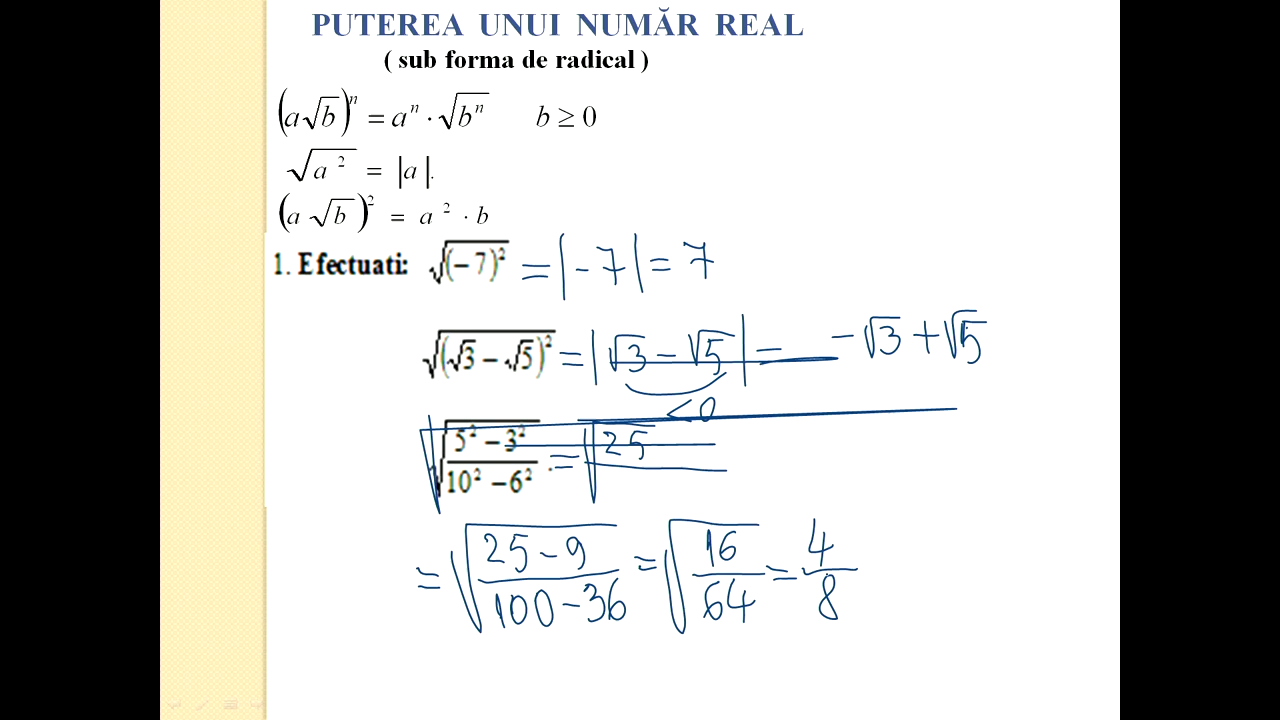 PUTEREA UNUI NUMĂR REAL
( sub forma de radical )
(a√b)ⁿ = aⁿ · √bⁿ b ≥ 0
√a² = |a|.
(a √b)² = a² · b
1. Efectuati: √(−7)² = |−7| = 7
√(√3 − √5)² = |√3 − √5| = −√3 + √5
< 0
√((5² − 3²)/(10² − 6²)) = √25
= √((25 − 9)/(100 − 36)) = √(16/64) = 4/8